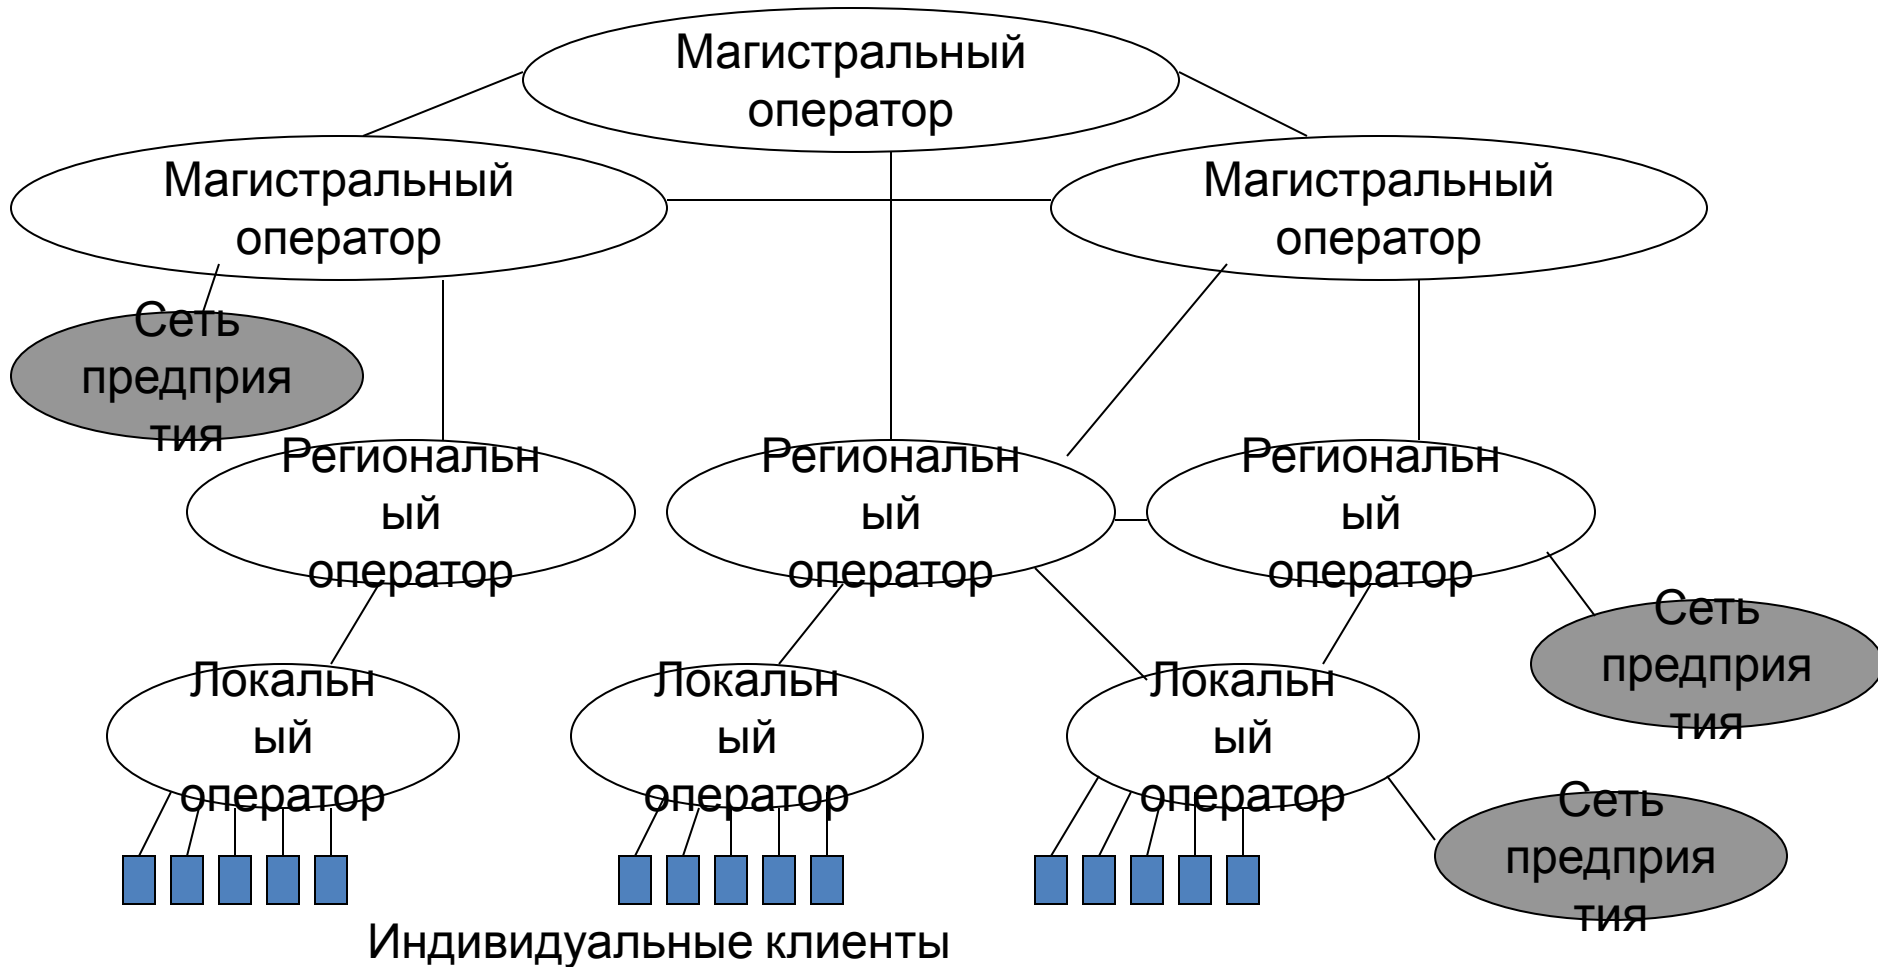 Магистральный
оператор
Магистральный
оператор
Магистральный
оператор
Сеть
предприя
тия
Региональн
ый
оператор
Региональн
ый
оператор
Региональн
ый
оператор
Сеть
предприя
тия
Локальн
ый
оператор
Локальн
ый
оператор
Локальн
ый
оператор
Сеть
предприя
тия
Индивидуальные клиенты